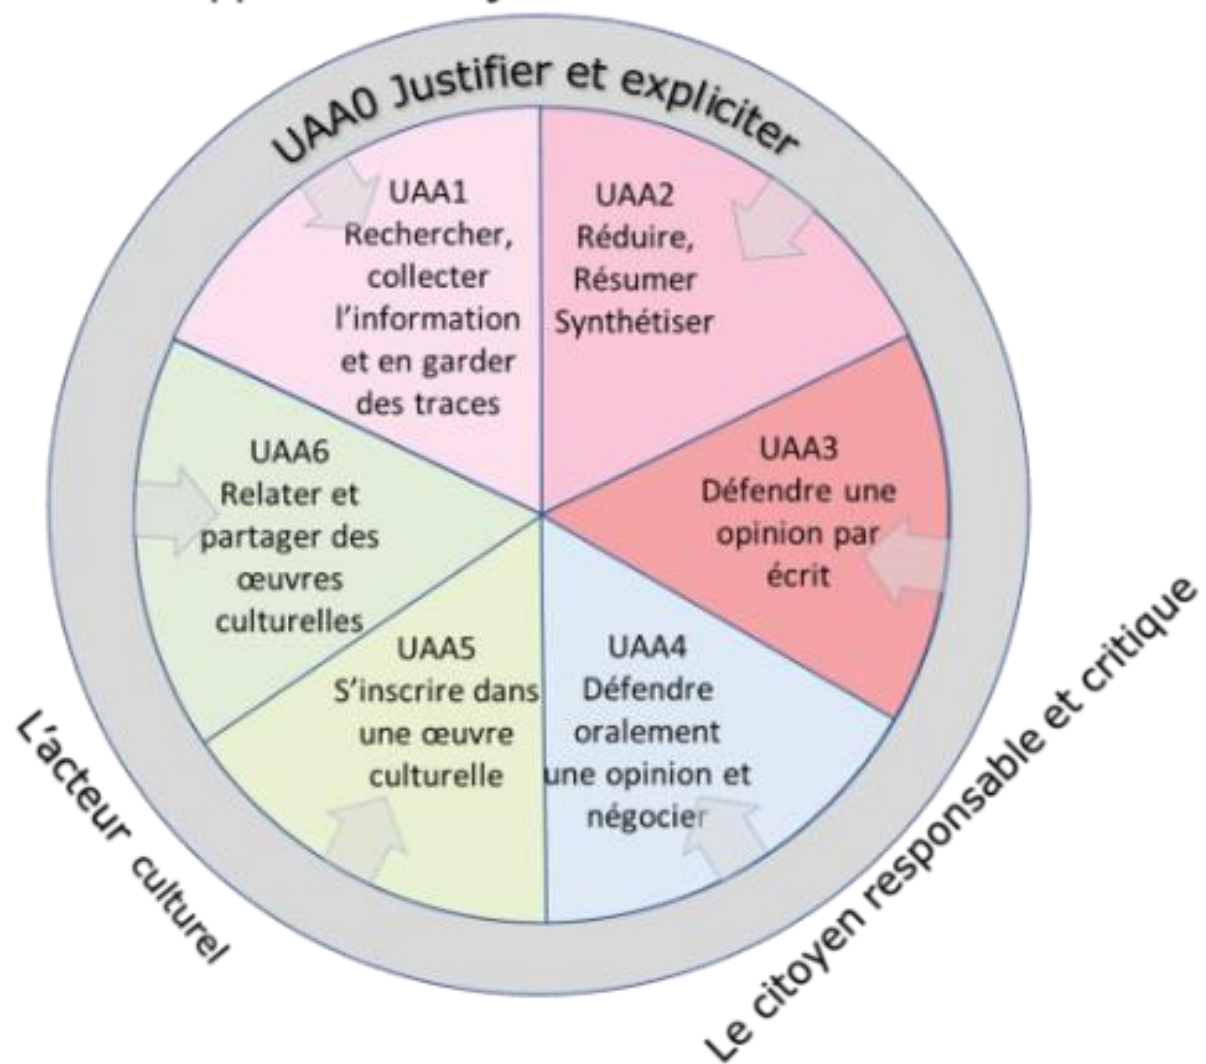 UAA0 Justifier et expliciter
UAA1
Rechercher,
collecter
l’information
et en garder
des traces
UAA2
Réduire,
Résumer
Synthétiser
UAA3
Défendre une
opinion par
écrit
UAA4
Défendre
oralement
une opinion et
négocier
UAA5
S’inscrire dans
une œuvre
culturelle
UAA6
Relater et
partager des
œuvres
culturelles
L’acteur culturel
Le citoyen responsable et critique